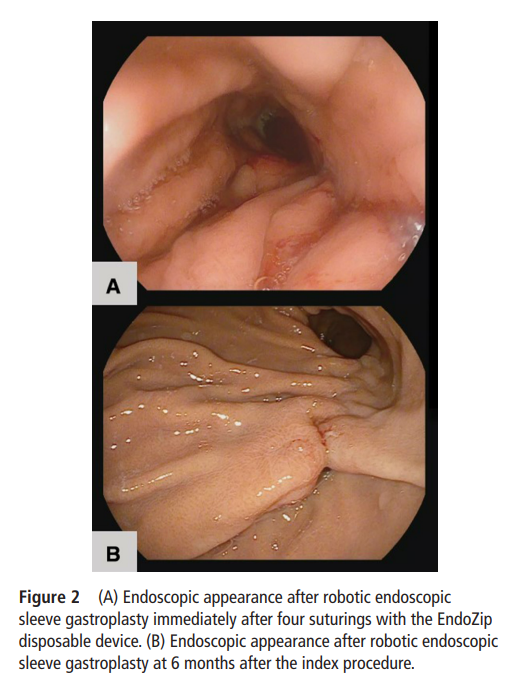 A
B
Figure 2 (A) Endoscopic appearance after robotic endoscopic
sleeve gastroplasty immediately after four suturings with the EndoZip
disposable device. (B) Endoscopic appearance after robotic endoscopic
sleeve gastroplasty at 6 months after the index procedure.